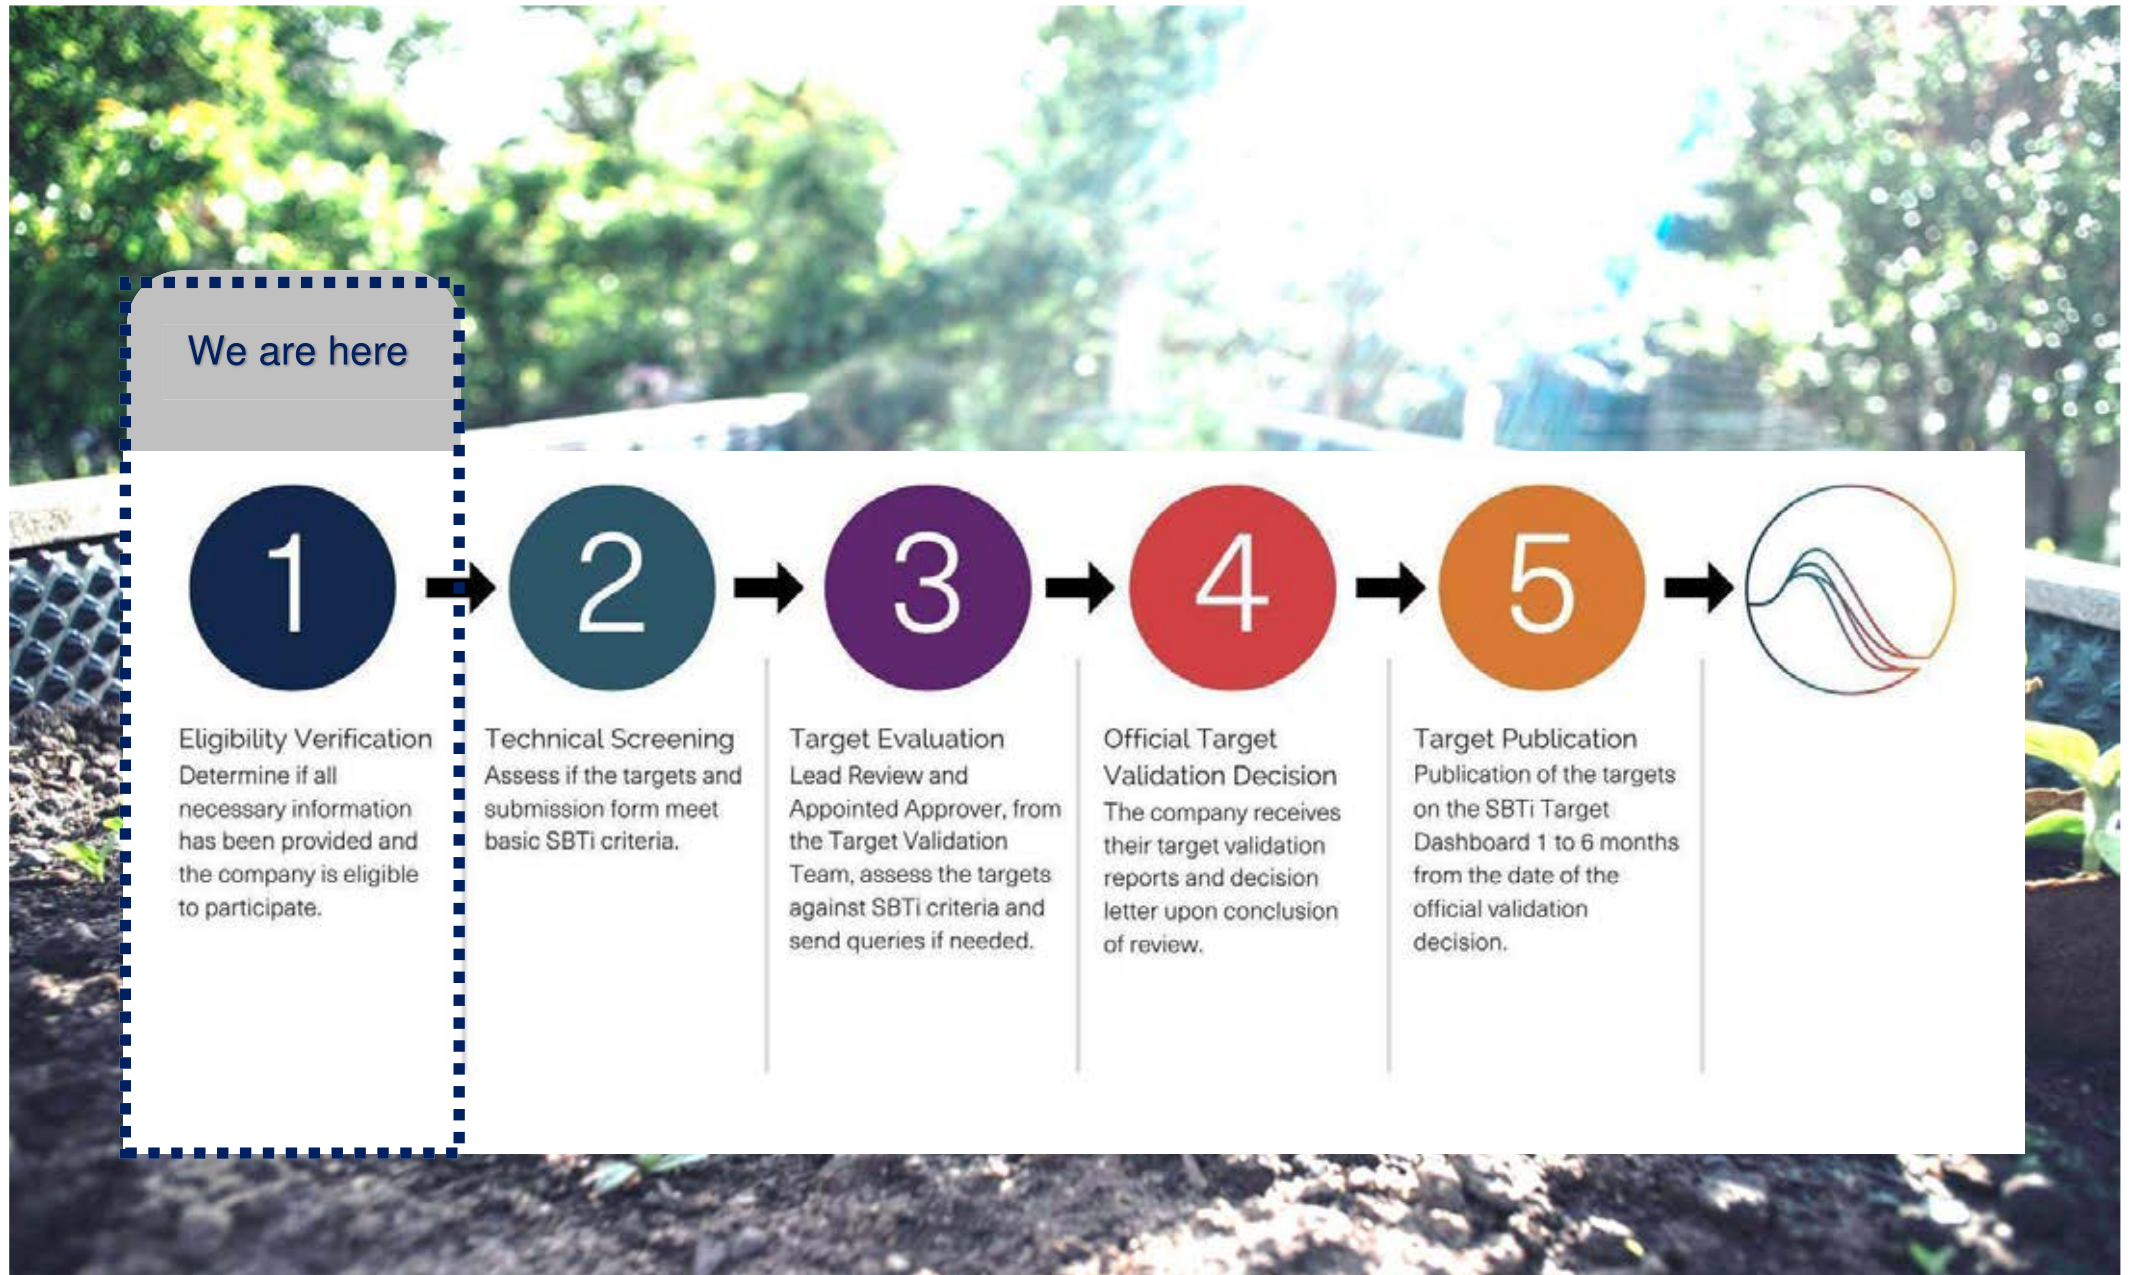 We are here
1
2
3
4
5
Eligibility Verification
Determine if all
necessary information
has been provided and
the company is eligible
to participate.
Technical Screening
Assess if the targets and
submission form meet
basic SBTi criteria.
Target Evaluation
Lead Review and
Appointed Approver, from
the Target Validation
Team, assess the targets
against SBTi criteria and
send queries if needed.
Official Target
Validation Decision
The company receives
their target validation
reports and decision
letter upon conclusion
of review.
Target Publication
Publication of the targets
on the SBTi Target
Dashboard 1 to 6 months
from the date of the
official validation
decision.